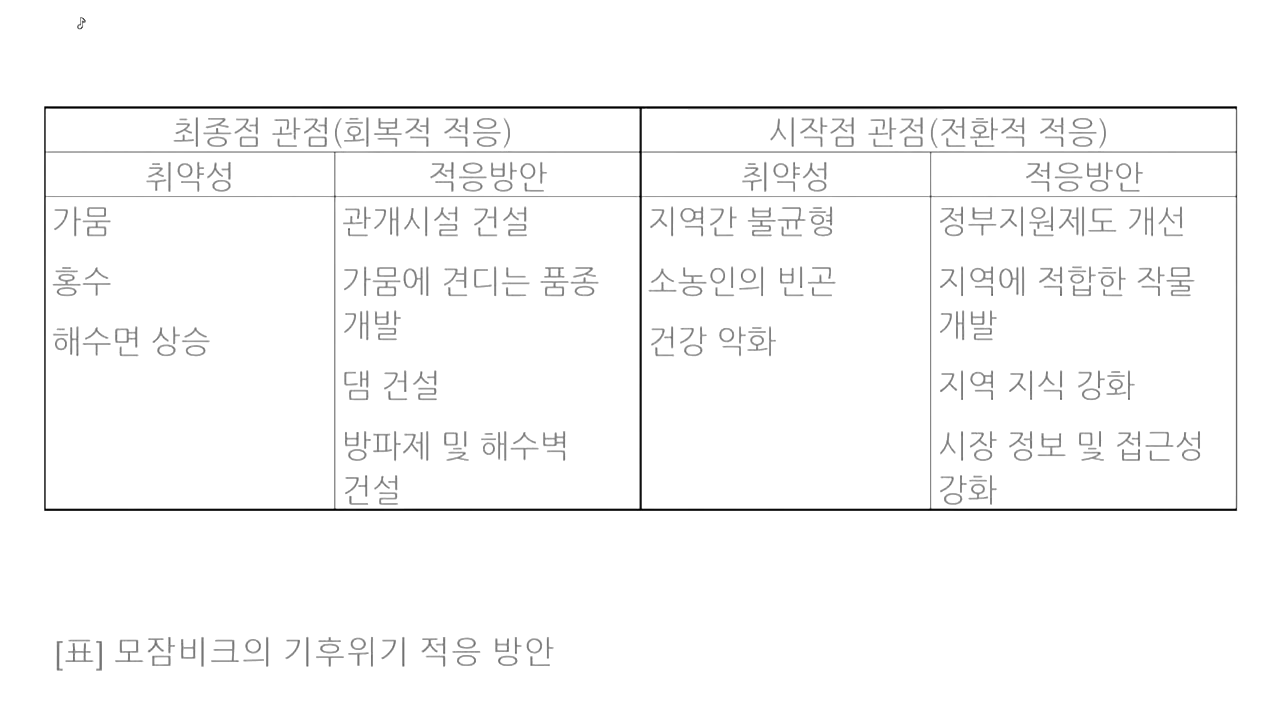 ♪
최종점 관점(회복적 적응)
시작점 관점(전환적 적응)
취약성
적응방안
취약성
적응방안
가뭄
홍수
해수면 상승
관개시설 건설
가뭄에 견디는 품종
개발
댐 건설
방파제 및 해수벽
건설
지역간 불균형
소농인의 빈곤
건강 악화
정부지원제도 개선
지역에 적합한 작물
개발
지역 지식 강화
시장 정보 및 접근성
강화
[표] 모잠비크의 기후위기 적응 방안